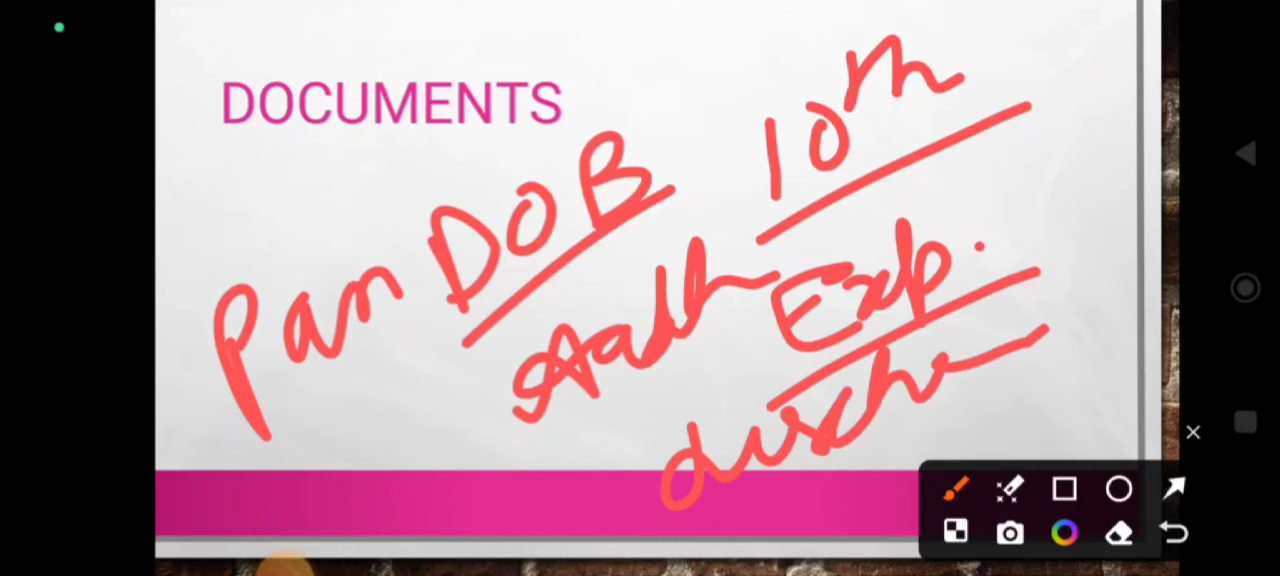 DOCUMENTS
10th
DOB
Pan
Aadh
Exp.
disch